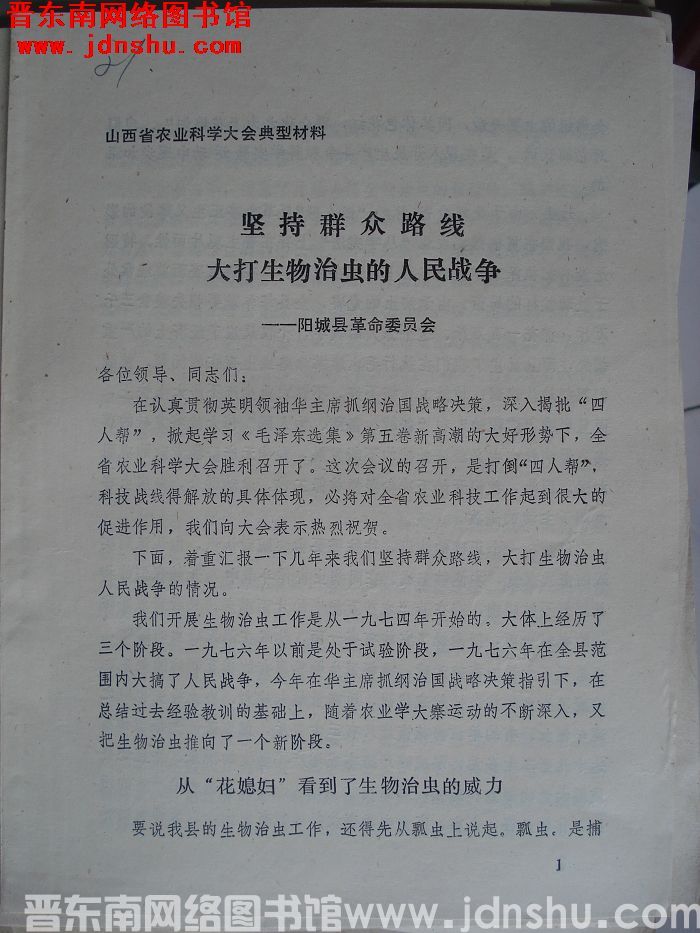 晋东南网络图书馆
www.jdnshu.com
21.
山西省农业科学大会典型材料
坚持群众路线
大打生物治虫的人民战争
——阳城县革命委员会
各位领导、同志们:
在认真贯彻英明领袖华主席抓纲治国战略决策，深入揭批“四
人帮”，掀起学习《毛泽东选集》第五卷新高潮的大好形势下，全
省农业科学大会胜利召开了。这次会议的召开，是打倒“四人帮”，
科技战线得解放的具体体现，必将对全省农业科技工作起到很大的
促进作用，我们向大会表示热烈祝贺。
下面，着重汇报一下几年来我们坚持群众路线，大打生物治虫
人民战争的情况。
我们开展生物治虫工作是从一九七四年开始的。大体上经历了
三个阶段。一九七六年以前是处于试验阶段，一九七六年在全县范
围内大搞了人民战争，今年在华主席抓纲治国战略决策指引下，在
总结过去经验教训的基础上，随着农业学大寨运动的不断深入，又
把生物治虫推向了一个新阶段。
从“花媳妇”看到了生物治虫的威力
要说我县的生物治虫工作，还得先从瓢虫上说起。瓢虫。是捕
1
晋东南网络图书馆www.jdnshu.com